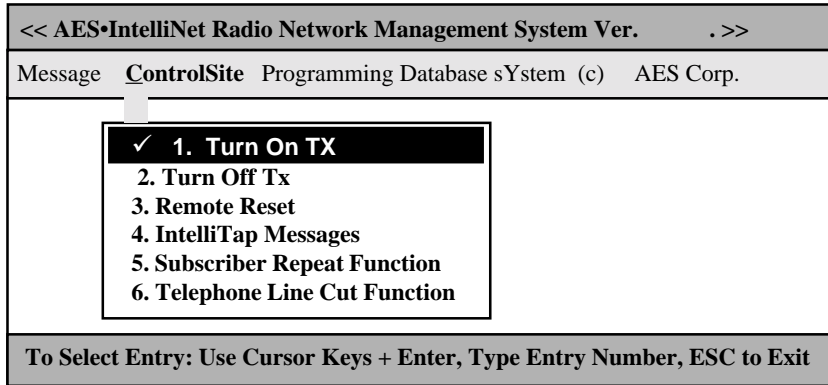 << AES•IntelliNet Radio Network Management System Ver. . >>
Message ControlSite Programming Database sYstem (c) AES Corp.
✓ 1. Turn On TX
2. Turn Off Tx
3. Remote Reset
4. IntelliTap Messages
5. Subscriber Repeat Function
6. Telephone Line Cut Function
To Select Entry: Use Cursor Keys + Enter, Type Entry Number, ESC to Exit